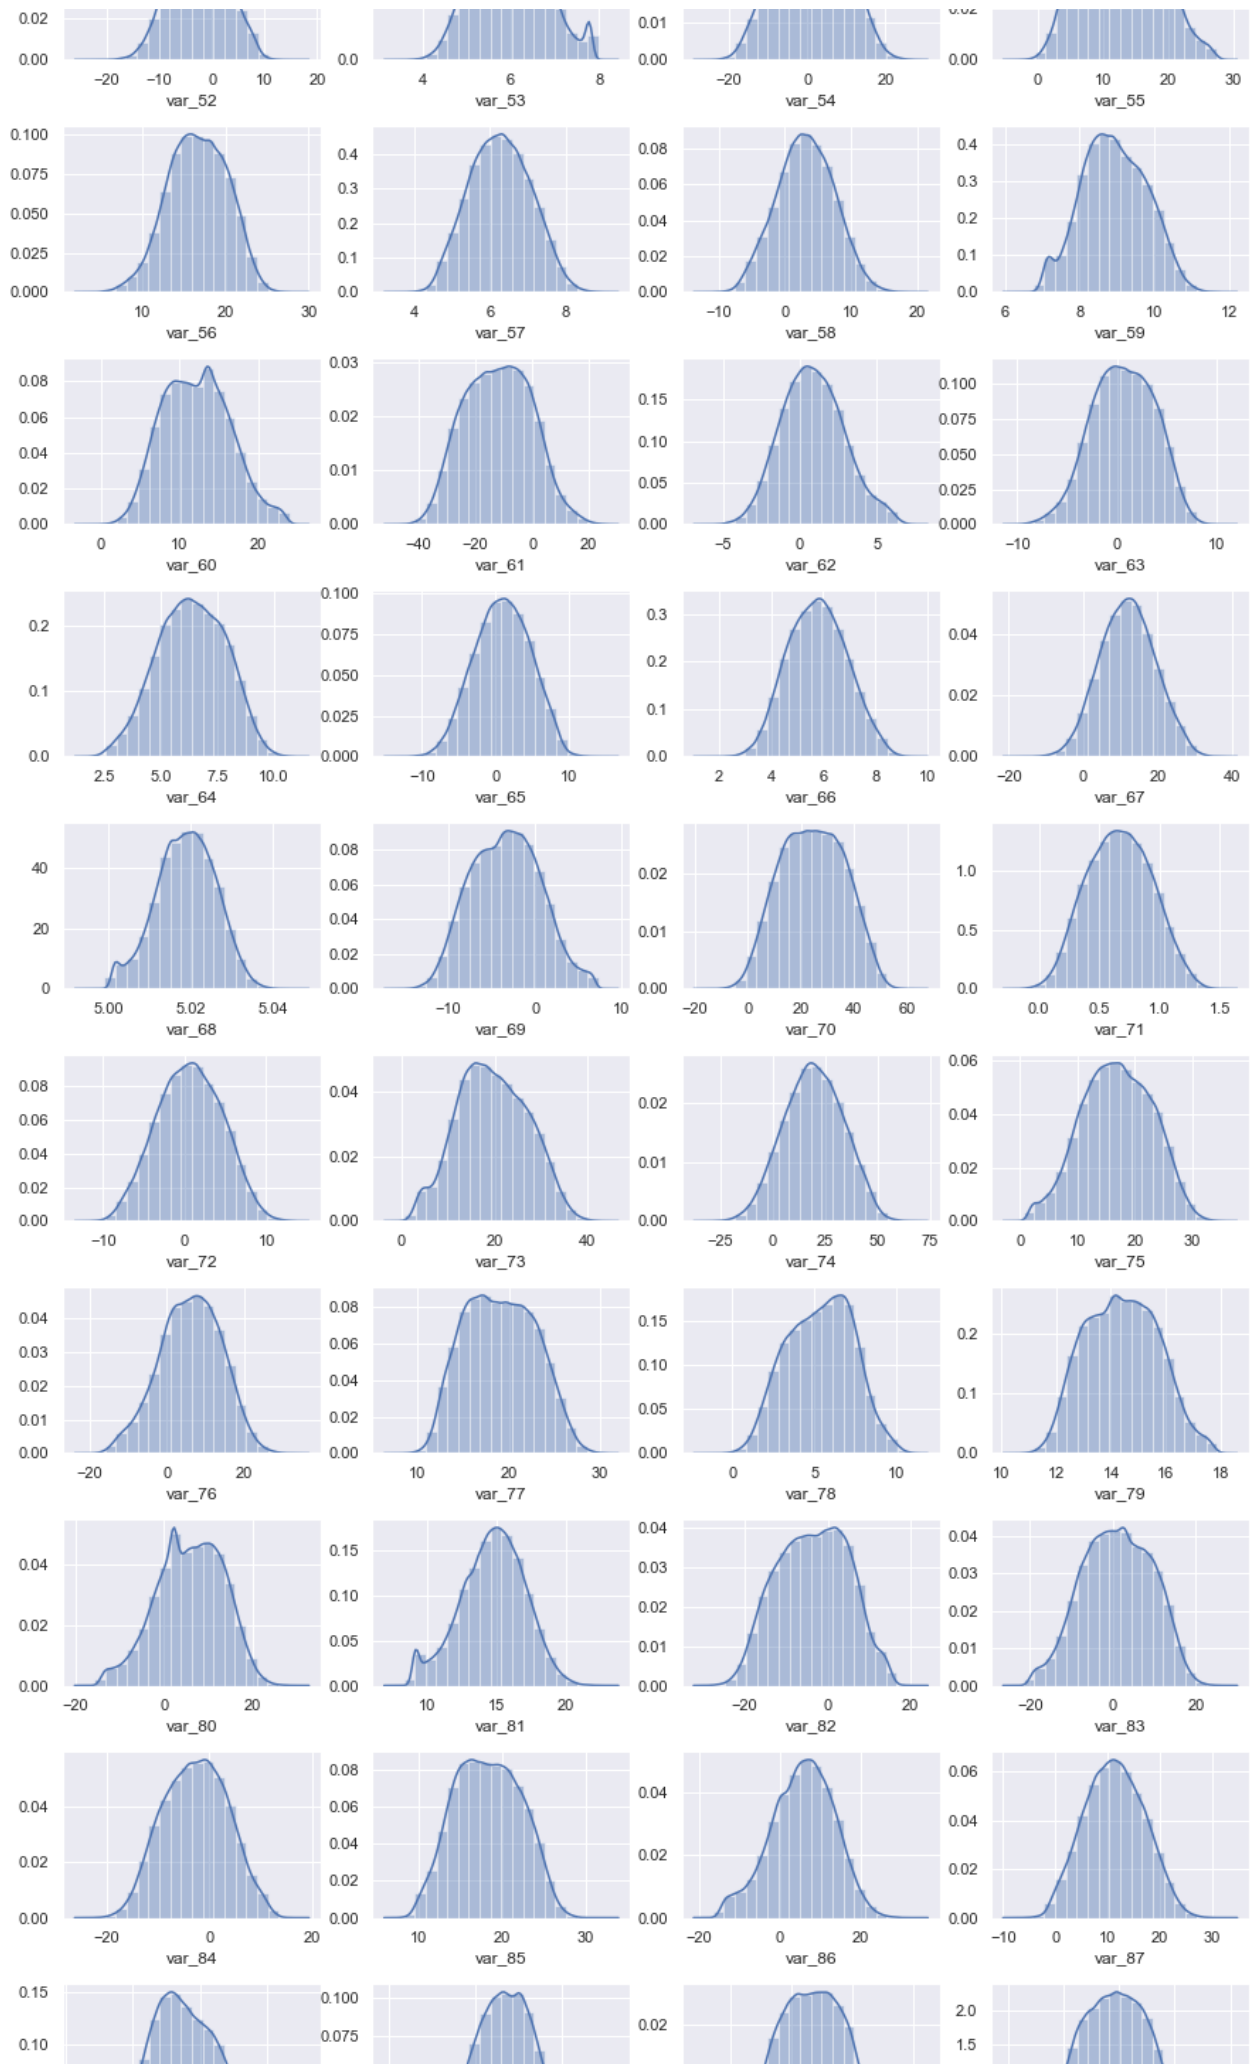 0.02 0.00 0.0 0.01 0.00 0.02 0.00
−20 −10 0 10 20 4 6 8 −20 0 20 0 10 20 30
var_52 var_53 var_54 var_55
0.100 0.075 0.050 0.025 0.000 0.4 0.3 0.2 0.1 0.0 0.08 0.06 0.04 0.02 0.00 0.4 0.3 0.2 0.1 0.0
10 20 30 4 6 8 −10 0 10 20 6 8 10 12
var_56 var_57 var_58 var_59
0.08 0.06 0.04 0.02 0.00 0.03 0.02 0.01 0.00 0.15 0.10 0.05 0.00 0.100 0.075 0.050 0.025 0.000
0 10 20 −40 −20 0 20 −5 0 5 −10 0 10
var_60 var_61 var_62 var_63
0.2 0.1 0.0 0.100 0.075 0.050 0.025 0.000 0.3 0.2 0.1 0.0 0.04 0.02 0.00
2.5 5.0 7.5 10.0 −10 0 10 2 4 6 8 10 −20 0 20 40
var_64 var_65 var_66 var_67
40 20 0 0.08 0.06 0.04 0.02 0.00 0.02 0.01 0.00 1.0 0.5 0.0
5.00 5.02 5.04 −10 0 10 −20 0 20 40 60 0.0 0.5 1.0 1.5
var_68 var_69 var_70 var_71
0.08 0.06 0.04 0.02 0.00 0.04 0.02 0.00 0.02 0.01 0.00 0.06 0.04 0.02 0.00
−10 0 10 0 20 40 −25 0 25 50 75 0 10 20 30
var_72 var_73 var_74 var_75
0.04 0.03 0.02 0.01 0.00 0.08 0.06 0.04 0.02 0.00 0.15 0.10 0.05 0.00 0.2 0.1 0.0
−20 0 20 10 20 30 0 5 10 10 12 14 16 18
var_76 var_77 var_78 var_79
0.04 0.02 0.00 0.15 0.10 0.05 0.00 0.04 0.03 0.02 0.01 0.00 0.04 0.03 0.02 0.01 0.00
−20 0 20 10 15 20 −20 0 20 −20 0 20
var_80 var_81 var_82 var_83
0.04 0.02 0.00 0.08 0.06 0.04 0.02 0.00 0.04 0.02 0.00 0.06 0.04 0.02 0.00
−20 0 20 10 20 30 −20 0 20 −10 0 10 20 30
var_84 var_85 var_86 var_87
0.15 0.10 0.100 0.075 0.02 2.0 1.5